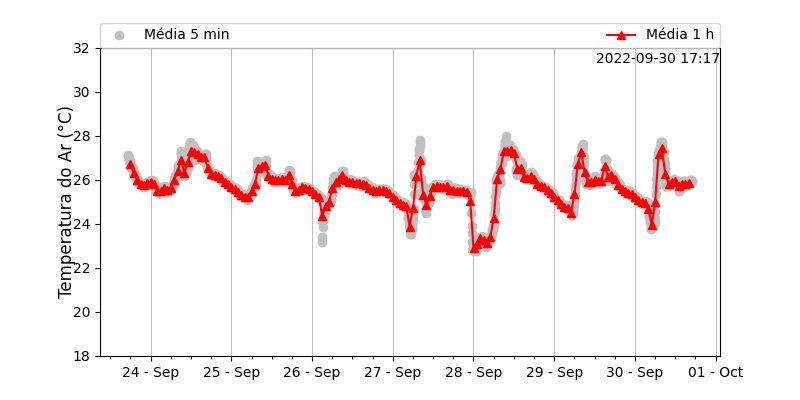 Média 5 min
Média 1 h
2022-09-30 17:17
Temperatura do Ar (°C)
32
30
28
26
24
22
20
18
24 - Sep
25 - Sep
26 - Sep
27 - Sep
28 - Sep
29 - Sep
30 - Sep
01 - Oct